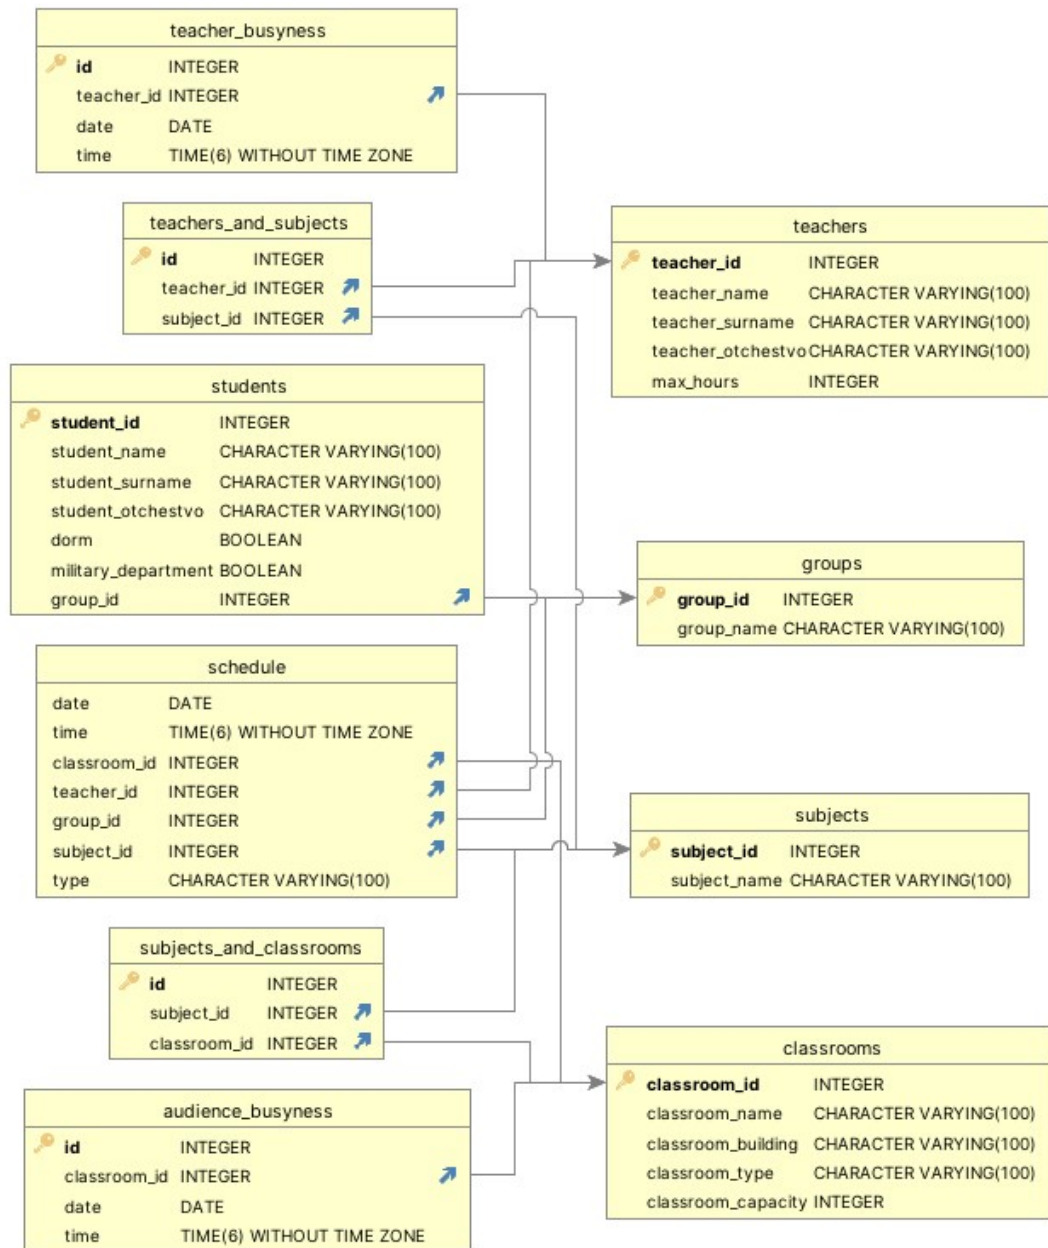 teacher_busyness
id INTEGER
teacher_id INTEGER
date DATE
time TIME(6) WITHOUT TIME ZONE
teachers_and_subjects
id INTEGER
teacher_id INTEGER
subject_id INTEGER
teachers
teacher_id INTEGER
teacher_name CHARACTER VARYING(100)
teacher_surname CHARACTER VARYING(100)
teacher_otchestvo CHARACTER VARYING(100)
max_hours INTEGER
students
student_id INTEGER
student_name CHARACTER VARYING(100)
student_surname CHARACTER VARYING(100)
student_otchestvo CHARACTER VARYING(100)
dorm BOOLEAN
military_department BOOLEAN
group_id INTEGER
groups
group_id INTEGER
group_name CHARACTER VARYING(100)
schedule
date DATE
time TIME(6) WITHOUT TIME ZONE
classroom_id INTEGER
teacher_id INTEGER
group_id INTEGER
subject_id INTEGER
type CHARACTER VARYING(100)
subjects
subject_id INTEGER
subject_name CHARACTER VARYING(100)
subjects_and_classrooms
id INTEGER
subject_id INTEGER
classroom_id INTEGER
classrooms
classroom_id INTEGER
classroom_name CHARACTER VARYING(100)
classroom_building CHARACTER VARYING(100)
classroom_type CHARACTER VARYING(100)
classroom_capacity INTEGER
audience_busyness
id INTEGER
classroom_id INTEGER
date DATE
time TIME(6) WITHOUT TIME ZONE